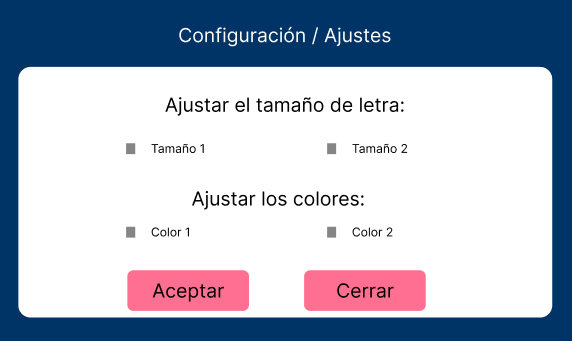 Configuración / Ajustes
Ajustar el tamaño de letra:
Tamaño 1 Tamaño 2
Ajustar los colores:
Color 1 Color 2
Aceptar Cerrar